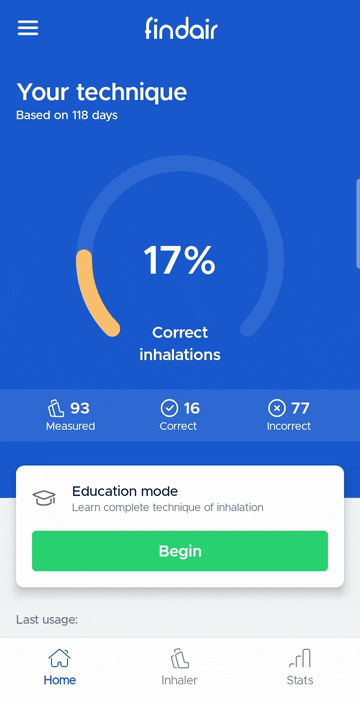 findair
Your technique
Based on 118 days
17%
Correct
inhalations
93
Measured
16
Correct
77
Incorrect
Education mode
Learn complete technique of inhalation
Begin
Last usage:
Home
Inhaler
Stats